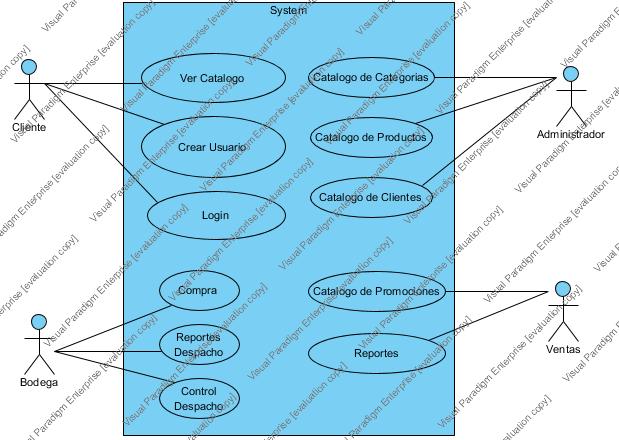 System
Ver Catalogo
Catalogo de Categorias
Cliente
Administrador
Crear Usuario
Catalogo de Productos
Login
Catalogo de Clientes
Compra
Catalogo de Promociones
Reportes
Despacho
Reportes
Ventas
Bodega
Control
Despacho
Visual Paradigm Enterprise [evaluation copy]